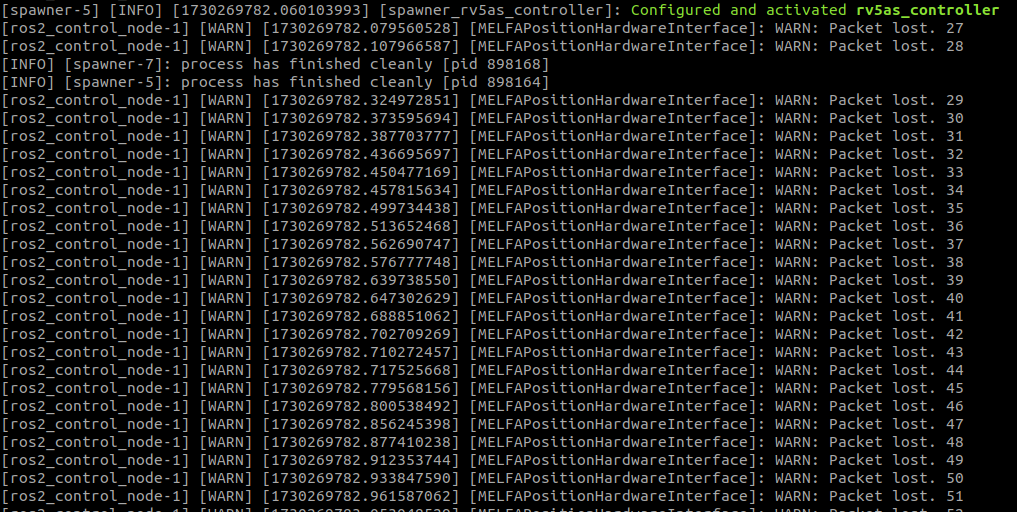 [spawner-5] [INFO] [1730269782.060103993] [spawner_rv5as_controller]: Configured and activated rv5as_controller
[ros2_control_node-1] [WARN] [1730269782.079560528] [MELFAPositionHardwareInterface]: WARN: Packet lost. 27
[ros2_control_node-1] [WARN] [1730269782.107966587] [MELFAPositionHardwareInterface]: WARN: Packet lost. 28
[INFO] [spawner-7]: process has finished cleanly [pid 898168]
[INFO] [spawner-5]: process has finished cleanly [pid 898164]
[ros2_control_node-1] [WARN] [1730269782.324972851] [MELFAPositionHardwareInterface]: WARN: Packet lost. 29
[ros2_control_node-1] [WARN] [1730269782.373595694] [MELFAPositionHardwareInterface]: WARN: Packet lost. 30
[ros2_control_node-1] [WARN] [1730269782.387703777] [MELFAPositionHardwareInterface]: WARN: Packet lost. 31
[ros2_control_node-1] [WARN] [1730269782.436695697] [MELFAPositionHardwareInterface]: WARN: Packet lost. 32
[ros2_control_node-1] [WARN] [1730269782.450477169] [MELFAPositionHardwareInterface]: WARN: Packet lost. 33
[ros2_control_node-1] [WARN] [1730269782.457815634] [MELFAPositionHardwareInterface]: WARN: Packet lost. 34
[ros2_control_node-1] [WARN] [1730269782.499734438] [MELFAPositionHardwareInterface]: WARN: Packet lost. 35
[ros2_control_node-1] [WARN] [1730269782.513652468] [MELFAPositionHardwareInterface]: WARN: Packet lost. 36
[ros2_control_node-1] [WARN] [1730269782.562690747] [MELFAPositionHardwareInterface]: WARN: Packet lost. 37
[ros2_control_node-1] [WARN] [1730269782.576777748] [MELFAPositionHardwareInterface]: WARN: Packet lost. 38
[ros2_control_node-1] [WARN] [1730269782.639738550] [MELFAPositionHardwareInterface]: WARN: Packet lost. 39
[ros2_control_node-1] [WARN] [1730269782.647302629] [MELFAPositionHardwareInterface]: WARN: Packet lost. 40
[ros2_control_node-1] [WARN] [1730269782.688851062] [MELFAPositionHardwareInterface]: WARN: Packet lost. 41
[ros2_control_node-1] [WARN] [1730269782.702709269] [MELFAPositionHardwareInterface]: WARN: Packet lost. 42
[ros2_control_node-1] [WARN] [1730269782.710272457] [MELFAPositionHardwareInterface]: WARN: Packet lost. 43
[ros2_control_node-1] [WARN] [1730269782.717525668] [MELFAPositionHardwareInterface]: WARN: Packet lost. 44
[ros2_control_node-1] [WARN] [1730269782.779568156] [MELFAPositionHardwareInterface]: WARN: Packet lost. 45
[ros2_control_node-1] [WARN] [1730269782.800538492] [MELFAPositionHardwareInterface]: WARN: Packet lost. 46
[ros2_control_node-1] [WARN] [1730269782.856245398] [MELFAPositionHardwareInterface]: WARN: Packet lost. 47
[ros2_control_node-1] [WARN] [1730269782.877410238] [MELFAPositionHardwareInterface]: WARN: Packet lost. 48
[ros2_control_node-1] [WARN] [1730269782.912353744] [MELFAPositionHardwareInterface]: WARN: Packet lost. 49
[ros2_control_node-1] [WARN] [1730269782.933847590] [MELFAPositionHardwareInterface]: WARN: Packet lost. 50
[ros2_control_node-1] [WARN] [1730269782.961587062] [MELFAPositionHardwareInterface]: WARN: Packet lost. 51